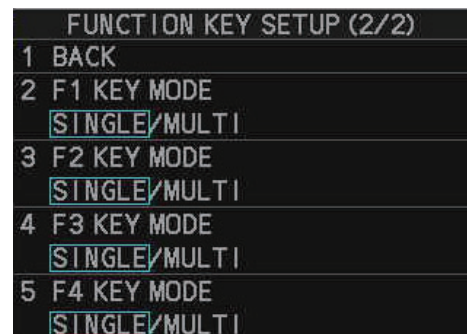 FUNCTION KEY SETUP (2/2)
1 BACK
2 F1 KEY MODE
SINGLE/MULTI
3 F2 KEY MODE
SINGLE/MULTI
4 F3 KEY MODE
SINGLE/MULTI
5 F4 KEY MODE
SINGLE/MULTI